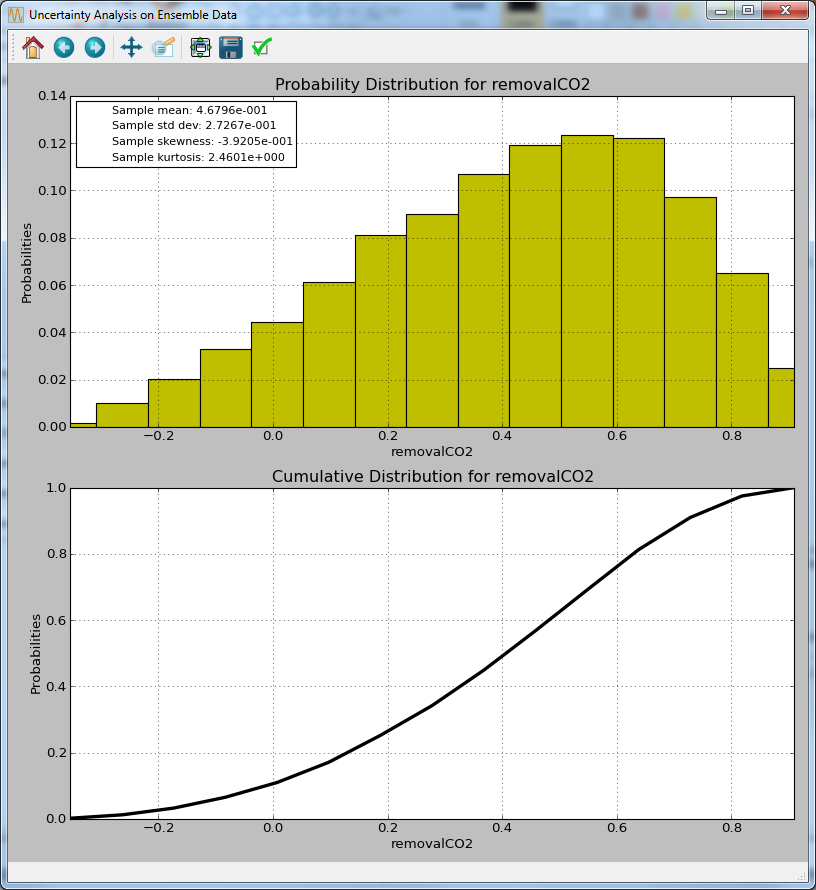 Uncertainty Analysis on Ensemble Data
Probability Distribution for removalCO2
Sample mean: 4.6796e-001
Sample std dev: 2.7267e-001
Sample skewness: -3.9205e-001
Sample kurtosis: 2.4601e+000
0.14
0.12
0.10
0.08
0.06
0.04
0.02
0.00
Probabilities
−0.2 0.0 0.2 0.4 0.6 0.8
removalCO2
Cumulative Distribution for removalCO2
1.0
0.8
0.6
0.4
0.2
0.0
Probabilities
−0.2 0.0 0.2 0.4 0.6 0.8
removalCO2